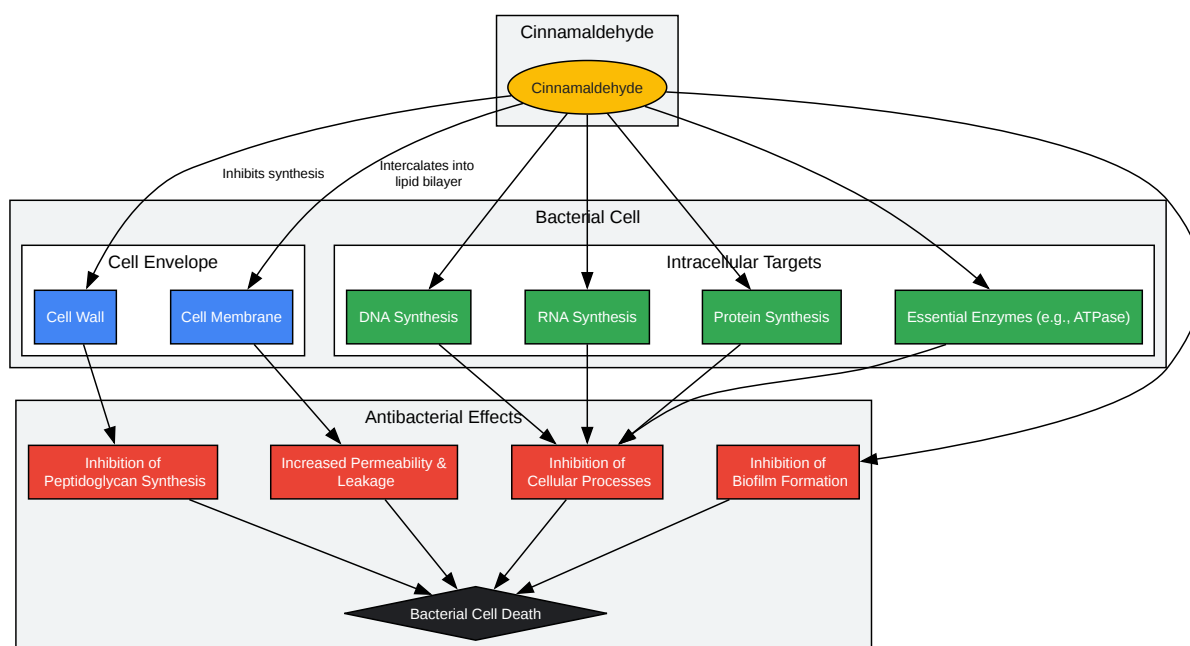 Cinnamaldehyde
Cinnamaldehyde
Inhibits synthesis
Intercalates into
lipid bilayer
Bacterial Cell
Cell Envelope
Intracellular Targets
Cell Wall
Cell Membrane
DNA Synthesis
RNA Synthesis
Protein Synthesis
Essential Enzymes (e.g., ATPase)
Antibacterial Effects
Inhibition of
Peptidoglycan Synthesis
Increased Permeability &
Leakage
Inhibition of
Cellular Processes
Inhibition of
Biofilm Formation
Bacterial Cell Death